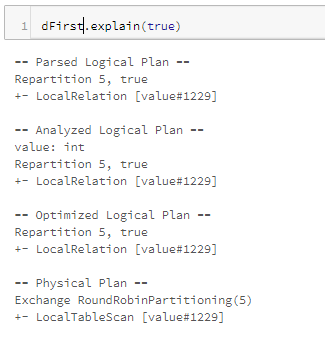 1 dFirst.explain(true)
-- Parsed Logical Plan --
Repartition 5, true
+- LocalRelation [value#1229]
-- Analyzed Logical Plan --
value: int
Repartition 5, true
+- LocalRelation [value#1229]
-- Optimized Logical Plan --
Repartition 5, true
+- LocalRelation [value#1229]
-- Physical Plan --
Exchange RoundRobinPartitioning(5)
+- LocalTableScan [value#1229]